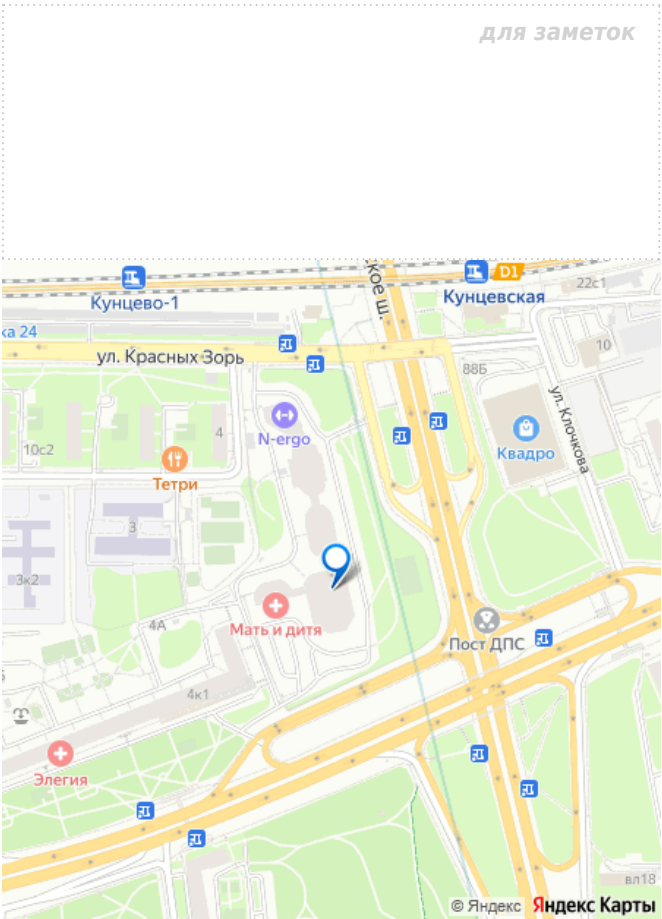 для заметок
ское ш.
D1
Кунцево-1
Кунцевская
22с1
ка 24
ул. Красных Зорь
10
88Б
ул. Клочкова
4
N-ergo
10с2
Квадро
Тетри
3
3к2
4А
Мать и дитя
Пост ДПС
4к1
Элегия
вл18
© Яндекс Яндекс Карты